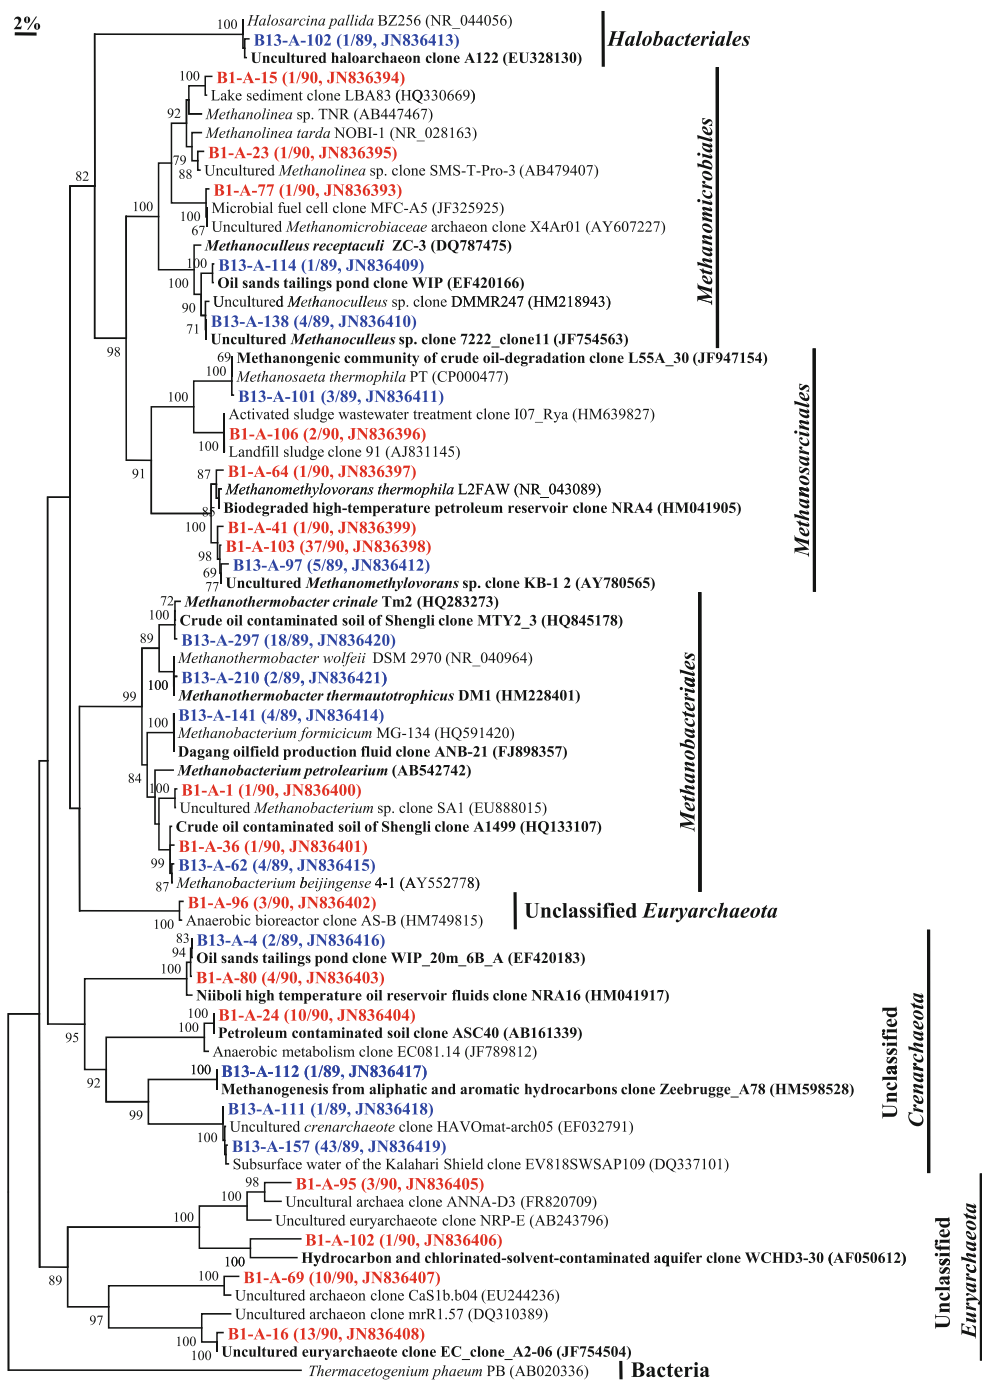 2%
100
Halosarcina pallida BZ256 (NR_044056)
B13-A-102 (1/89, JN836413)
Uncultured haloarchaeon clone A122 (EU328130)
Halobacteriales
100
B1-A-15 (1/90, JN836394)
Lake sediment clone LBA83 (HQ330669)
92
Methanolinea sp. TNR (AB447467)
Methanolinea tarda NOBI-1 (NR_028163)
79
B1-A-23 (1/90, JN836395)
88
Uncultured Methanolinea sp. clone SMS-T-Pro-3 (AB479407)
82
B1-A-77 (1/90, JN836393)
100
100
Microbial fuel cell clone MFC-A5 (JF325925)
67
Uncultured Methanomicrobiaceae archaeon clone X4Ar01 (AY607227)
Methanoculleus receptaculi ZC-3 (DQ787475)
100
B13-A-114 (1/89, JN836409)
100
Oil sands tailings pond clone WIP (EF420166)
90
Uncultured Methanoculleus sp. clone DMMR247 (HM218943)
B13-A-138 (4/89, JN836410)
71
Uncultured Methanoculleus sp. clone 7222_clone11 (JF754563)
Methanomicrobiales
98
69
Methanongenic community of crude oil-degradation clone L55A_30 (JF947154)
100
Methanosaeta thermophila PT (CP000477)
B13-A-101 (3/89, JN836411)
100
Activated sludge wastewater treatment clone I07_Rya (HM639827)
B1-A-106 (2/90, JN836396)
100
Landfill sludge clone 91 (AJ831145)
91
87
B1-A-64 (1/90, JN836397)
Methanomethylovorans thermophila L2FAW (NR_043089)
85
Biodegraded high-temperature petroleum reservoir clone NRA4 (HM041905)
100
B1-A-41 (1/90, JN836399)
B1-A-103 (37/90, JN836398)
98
B13-A-97 (5/89, JN836412)
69
77
Uncultured Methanomethylovorans sp. clone KB-1 2 (AY780565)
Methanosarcinales
72
Methanothermobacter crinale Tm2 (HQ283273)
100
Crude oil contaminated soil of Shengli clone MTY2_3 (HQ845178)
89
B13-A-297 (18/89, JN836420)
Methanothermobacter wolfeii DSM 2970 (NR_040964)
100
B13-A-210 (2/89, JN836421)
99
Methanothermobacter thermautotrophicus DM1 (HM228401)
B13-A-141 (4/89, JN836414)
100
Methanobacterium formicicum MG-134 (HQ591420)
Dagang oilfield production fluid clone ANB-21 (FJ898357)
84
Methanobacterium petrolearium (AB542742)
100
B1-A-1 (1/90, JN836400)
Uncultured Methanobacterium sp. clone SA1 (EU888015)
Crude oil contaminated soil of Shengli clone A1499 (HQ133107)
B1-A-36 (1/90, JN836401)
99
B13-A-62 (4/89, JN836415)
87
Methanobacterium beijingense 4-1 (AY552778)
Methanobacteriales
B1-A-96 (3/90, JN836402)
100
Anaerobic bioreactor clone AS-B (HM749815)
Unclassified Euryarchaeota
83
B13-A-4 (2/89, JN836416)
94
Oil sands tailings pond clone WIP_20m_6B_A (EF420183)
100
B1-A-80 (4/90, JN836403)
Niiboli high temperature oil reservoir fluids clone NRA16 (HM041917)
95
100
B1-A-24 (10/90, JN836404)
100
Petroleum contaminated soil clone ASC40 (AB161339)
Anaerobic metabolism clone EC081.14 (JF789812)
92
100
B13-A-112 (1/89, JN836417)
Methanogenesis from aliphatic and aromatic hydrocarbons clone Zeebrugge_A78 (HM598528)
99
B13-A-111 (1/89, JN836418)
Uncultured crenarchaeote clone HAVOmat-arch05 (EF032791)
100
B13-A-157 (43/89, JN836419)
Subsurface water of the Kalahari Shield clone EV818SWSAP109 (DQ337101)
Unclassified
Crenarchaeota
98
B1-A-95 (3/90, JN836405)
100
Uncultural archaea clone ANNA-D3 (FR820709)
100
Uncultured euryarchaeote clone NRP-E (AB243796)
B1-A-102 (1/90, JN836406)
100
Hydrocarbon and chlorinated-solvent-contaminated aquifer clone WCHD3-30 (AF050612)
89
100
B1-A-69 (10/90, JN836407)
Uncultured archaeon clone CaS1b.b04 (EU244236)
97
Uncultured archaeon clone mrR1.57 (DQ310389)
100
B1-A-16 (13/90, JN836408)
100
Uncultured euryarchaeote clone EC_clone_A2-06 (JF754504)
Unclassified
Euryarchaeota
Thermacetogenium phaeum PB (AB020336)
Bacteria